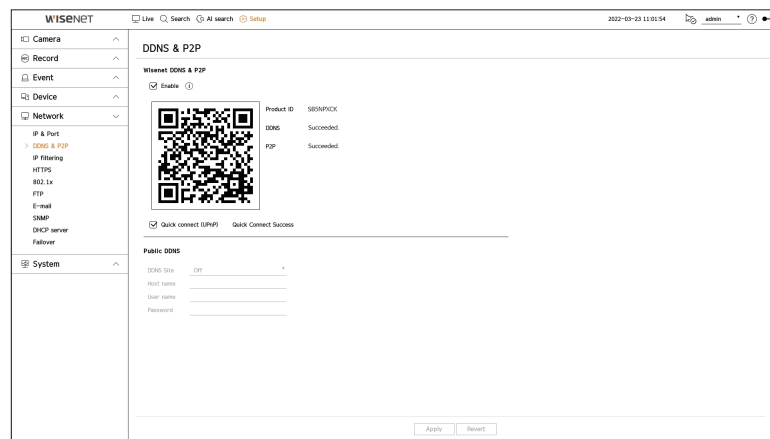 WISENET Live Search AI search Setup 2022-03-23 11:01:54 admin ?
Camera
Record
Event
Device
Network
IP & Port
> DDNS & P2P
IP filtering
HTTPS
802.1x
FTP
E-mail
SNMP
DHCP server
Failover
System
DDNS & P2P
Wisenet DDNS & P2P
Enable i
Product ID SB5NPXCK
DDNS Succeeded.
P2P Succeeded.
Quick connect (UPnP) Quick Connect Success
Public DDNS
DDNS Site Off
Host name
User name
Password
Apply Revert